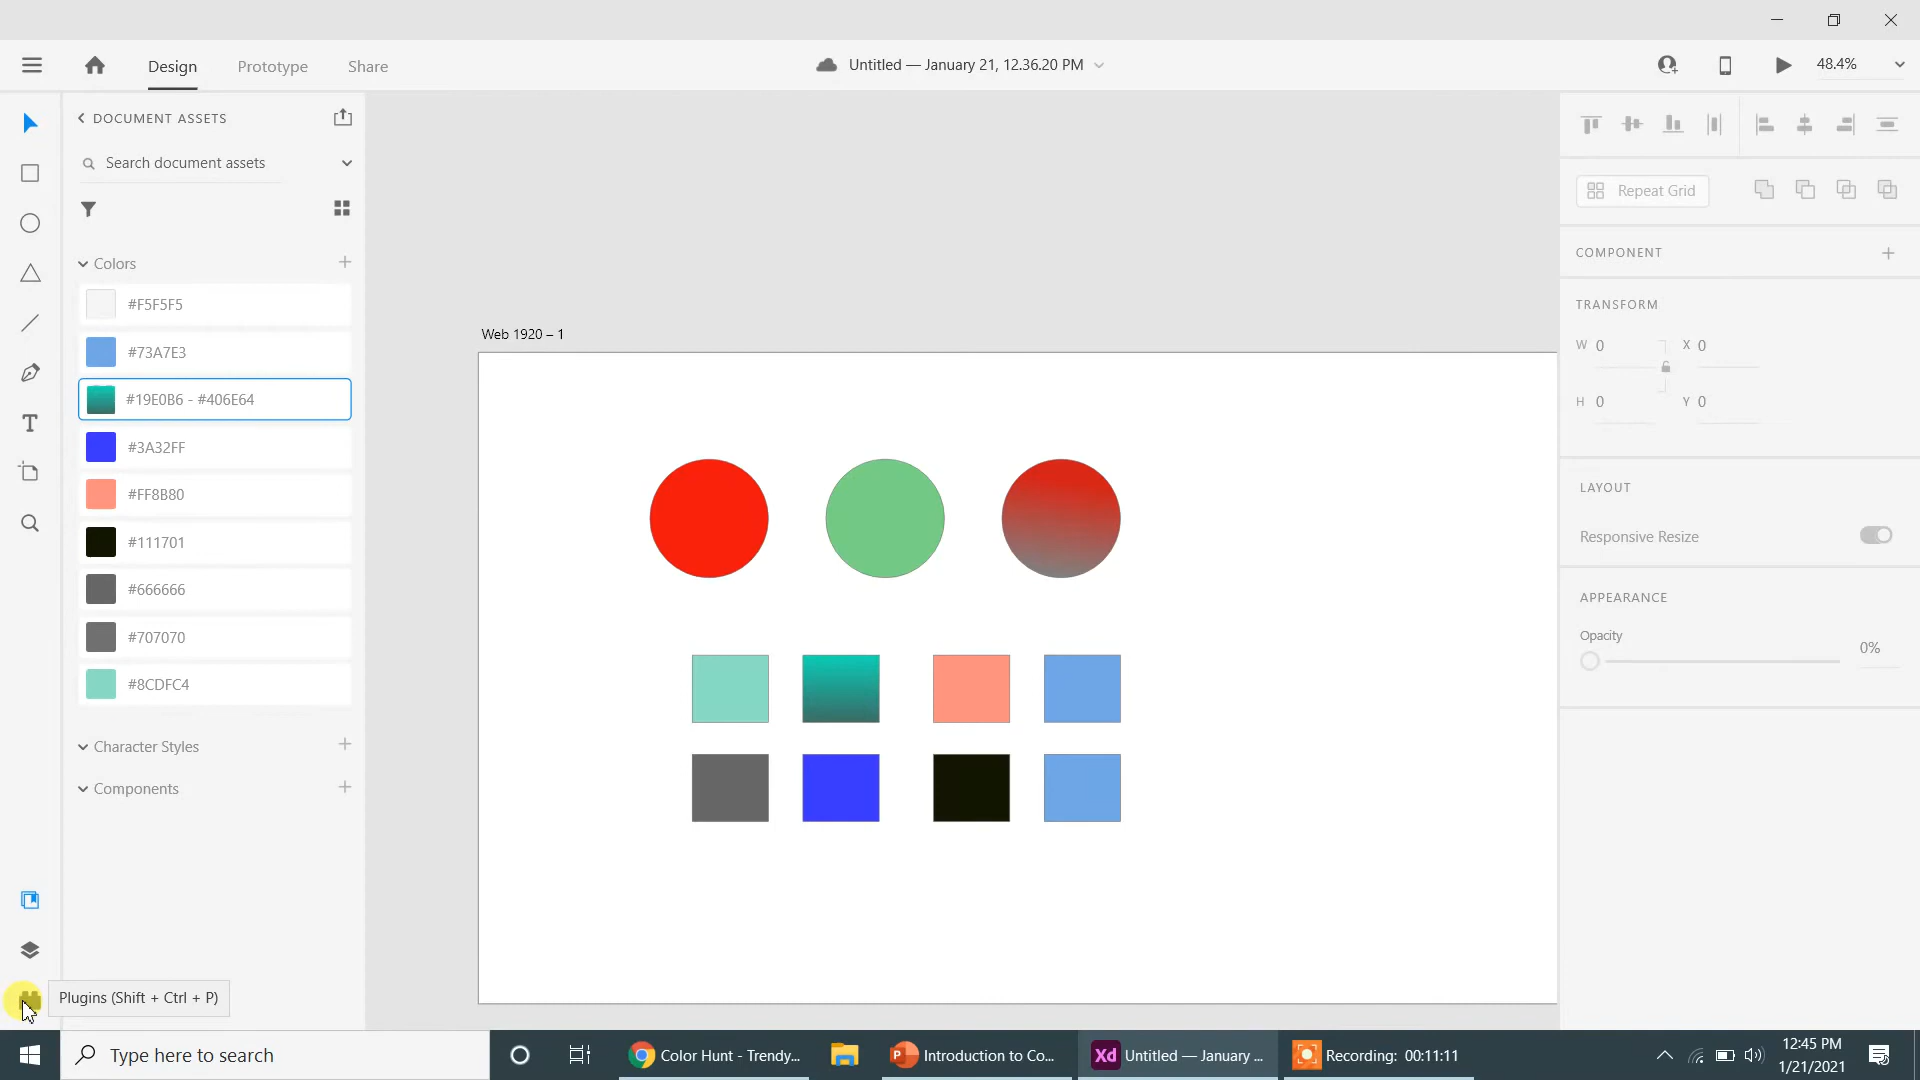 Design
Prototype
Share
Untitled — January 21, 12.36.20 PM
48.4%
DOCUMENT ASSETS
Search document assets
Colors
#F5F5F5
#73A7E3
#19E0B6 - #406E64
#3A32FF
#FF8B80
#111701
#666666
#707070
#8CDFC4
Character Styles
Components
Plugins (Shift + Ctrl + P)
Web 1920 – 1
Repeat Grid
COMPONENT
TRANSFORM
W 0
X 0
H 0
Y 0
LAYOUT
Responsive Resize
APPEARANCE
Opacity
0%
Type here to search
Color Hunt - Trendy...
P
Introduction to Co...
Xd
Untitled — January ...
Recording: 00:11:11
12:45 PM
1/21/2021